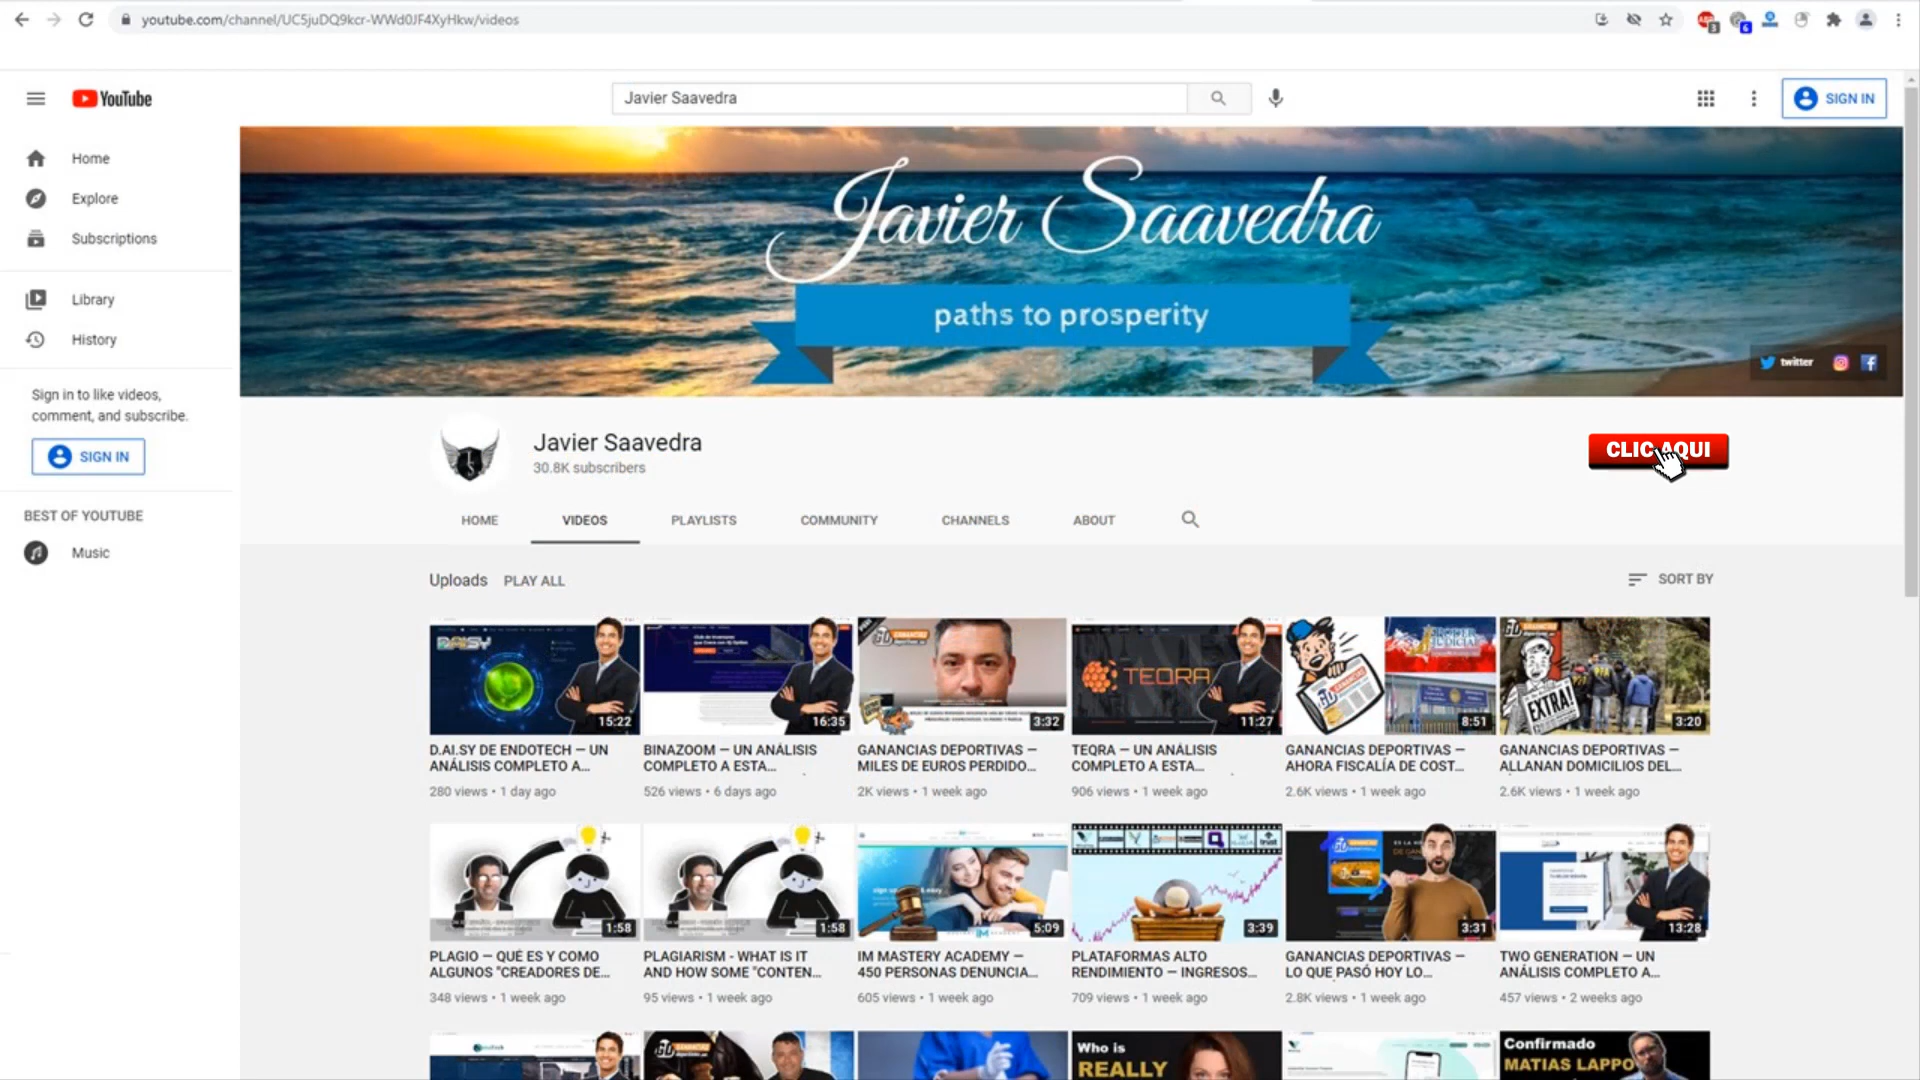 youtube.com/channel/UC5juDQ9kcr-WWd0JF4XyHkw/videos
3
6
YouTube
Javier Saavedra
SIGN IN
Home
Explore
Subscriptions
Library
History
Sign in to like videos,
comment, and subscribe.
SIGN IN
BEST OF YOUTUBE
Music
Javier Saavedra
paths to prosperity
twitter
Javier Saavedra
30.8K subscribers
CLIC AQUI
HOME
VIDEOS
PLAYLISTS
COMMUNITY
CHANNELS
ABOUT
Uploads
PLAY ALL
SORT BY
15:22
16:35
3:32
TEQRA
11:27
8:51
EXTRA!
3:20
D.AI.SY DE ENDOTECH — UN
ANÁLISIS COMPLETO A...
280 views • 1 day ago
BINAZOOM — UN ANÁLISIS
COMPLETO A ESTA...
526 views • 6 days ago
GANANCIAS DEPORTIVAS —
MILES DE EUROS PERDIDO...
2K views • 1 week ago
TEQRA — UN ANÁLISIS
COMPLETO A ESTA...
906 views • 1 week ago
GANANCIAS DEPORTIVAS —
AHORA FISCALÍA DE COST...
2.6K views • 1 week ago
GANANCIAS DEPORTIVAS —
ALLANAN DOMICILIOS DEL...
2.6K views • 1 week ago
1:58
1:58
5:09
3:39
3:31
13:28
PLAGIO — QUÉ ES Y COMO
ALGUNOS "CREADORES DE...
348 views • 1 week ago
PLAGIARISM - WHAT IS IT
AND HOW SOME "CONTEN...
95 views • 1 week ago
IM MASTERY ACADEMY —
450 PERSONAS DENUNCIA...
605 views • 1 week ago
PLATAFORMAS ALTO
RENDIMIENTO — INGRESOS...
709 views • 1 week ago
GANANCIAS DEPORTIVAS —
LO QUE PASÓ HOY LO...
2.8K views • 1 week ago
TWO GENERATION — UN
ANÁLISIS COMPLETO A...
457 views • 2 weeks ago
Who is
REALLY
Confirmado
MATIAS LAPPO